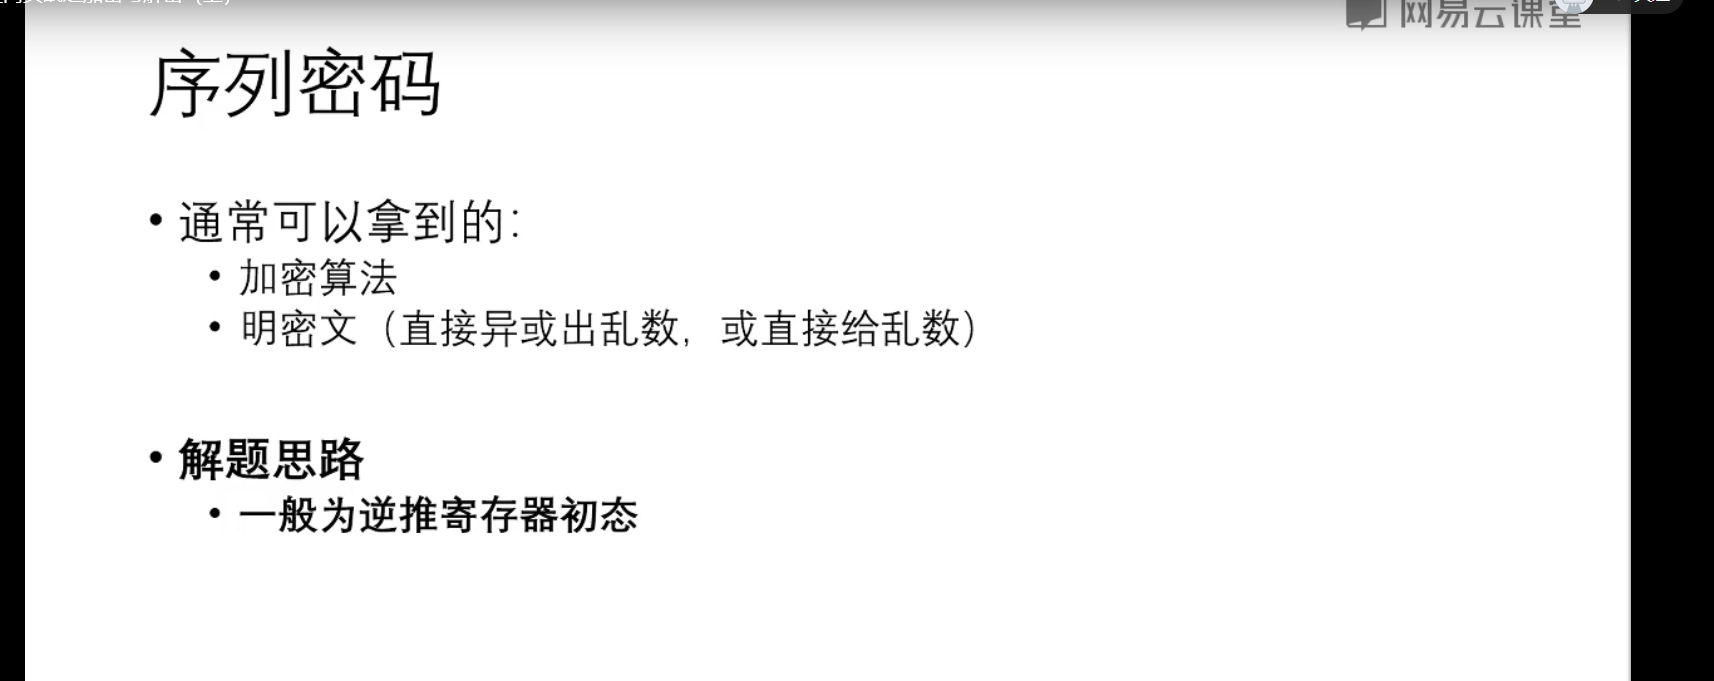 网易云课堂
序列密码
• 通常可以拿到的：
• 加密算法
• 明密文（直接异或出乱数，或直接给乱数）
• 解题思路
• 一般为逆推寄存器初态